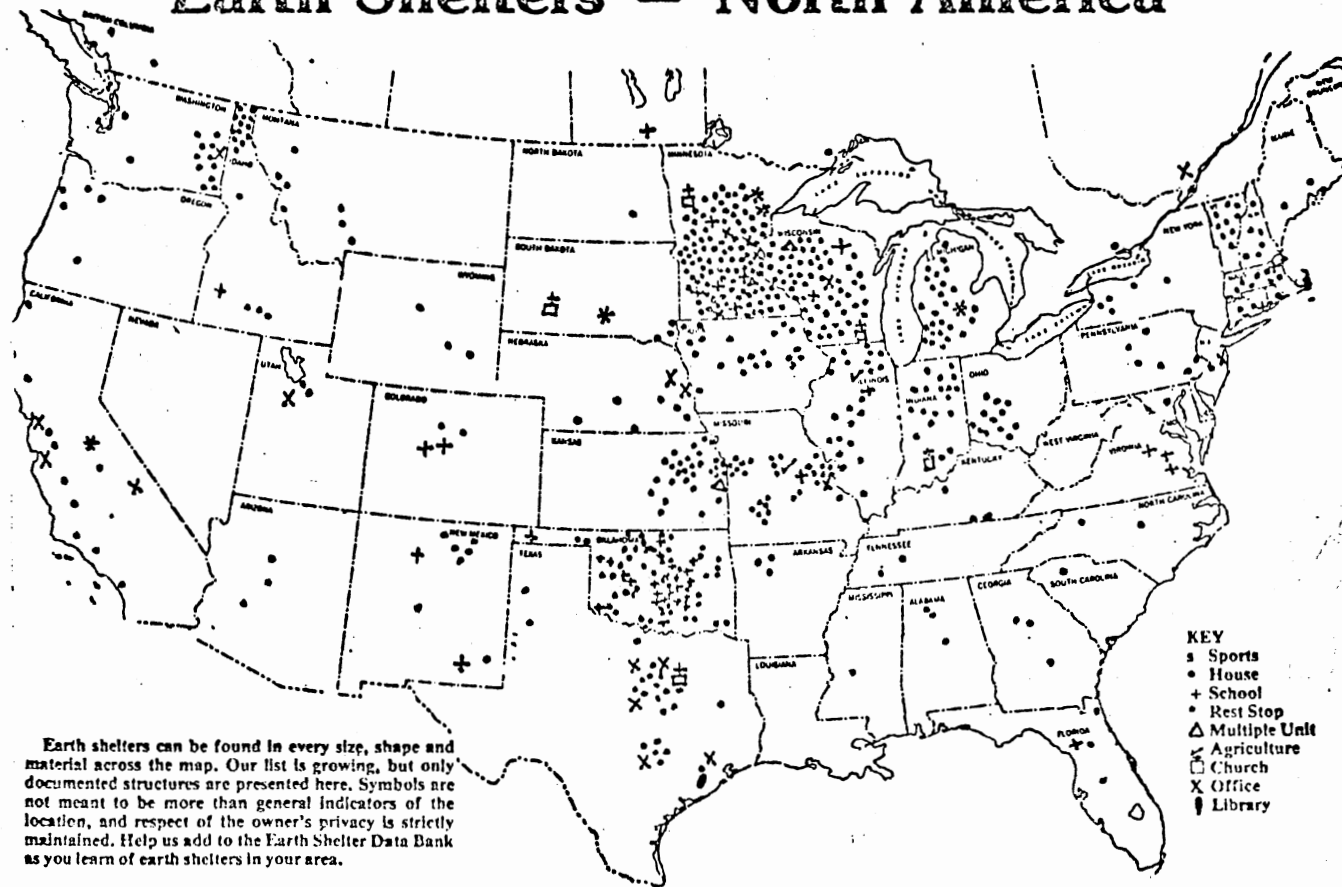 Earth Shelters — North America
BRITISH COLUMBIA
WASHINGTON
MONTANA
IDAHO
NORTH DAKOTA
MINNESOTA
MAINE
NEW BRUNSWICK
OREGON
SOUTH DAKOTA
WISCONSIN
MICHIGAN
NEW YORK
WYOMING
CALIFORNIA
NEVADA
UTAH
NEBRASKA
PENNSYLVANIA
ILLINOIS
INDIANA
OHIO
COLORADO
KANSAS
MISSOURI
KENTUCKY
WEST VIRGINIA
VIRGINIA
ARIZONA
NEW MEXICO
TEXAS
OKLAHOMA
ARKANSAS
TENNESSEE
NORTH CAROLINA
MISSISSIPPI
ALABAMA
GEORGIA
SOUTH CAROLINA
LOUISIANA
FLORIDA
KEY
s Sports
• House
+ School
* Rest Stop
△ Multiple Unit
Agriculture
Church
X Office
Library
Earth shelters can be found in every size, shape and
material across the map. Our list is growing, but only
documented structures are presented here. Symbols are
not meant to be more than general indicators of the
location, and respect of the owner's privacy is strictly
maintained. Help us add to the Earth Shelter Data Bank
as you learn of earth shelters in your area.